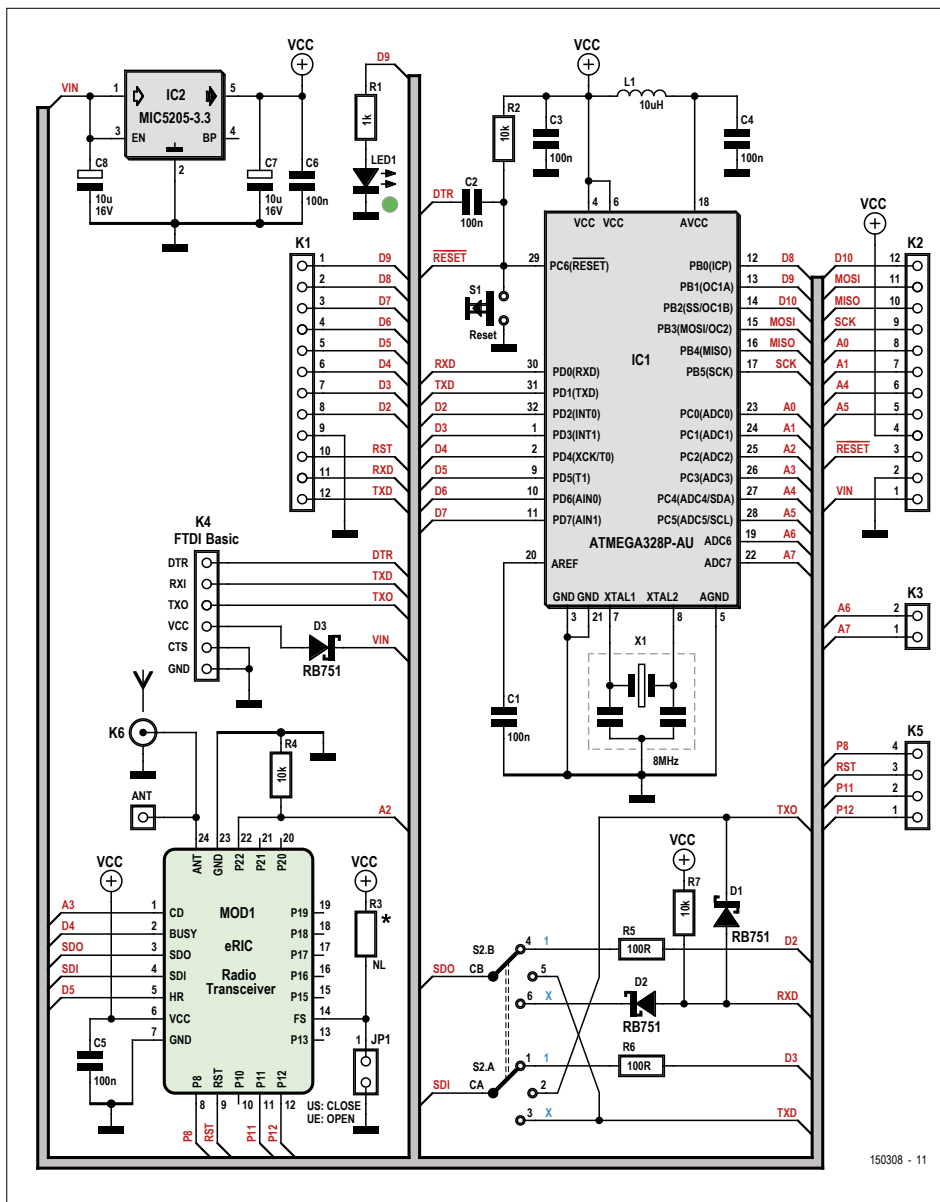 VCC
D9
VIN
1
IC2
5
MIC5205-3.3
3
EN
BP
4
2
C8
10u
16V
C7
10u
16V
C6
100n
R1
1k
LED1
VCC
L1
10uH
R2
10k
C3
100n
C4
100n
DTR
C2
100n
RESET
S1
Reset
4
6
18
VCC
VCC
AVCC
29
PC6(RESET)
30
PD0(RXD)
31
PD1(TXD)
32
PD2(INT0)
1
PD3(INT1)
2
PD4(XCK/T0)
9
PD5(T1)
10
PD6(AIN0)
11
PD7(AIN1)
20
AREF
RXD
TXD
D2
D3
D4
D5
D6
D7
IC1
ATMEGA328P-AU
PB0(ICP)
12
D8
PB1(OC1A)
13
D9
PB2(SS/OC1B)
14
D10
PB3(MOSI/OC2)
15
MOSI
PB4(MISO)
16
MISO
PB5(SCK)
17
SCK
PC0(ADC0)
23
A0
PC1(ADC1)
24
A1
PC2(ADC2)
25
A2
PC3(ADC3)
26
A3
PC4(ADC4/SDA)
27
A4
PC5(ADC5/SCL)
28
A5
ADC6
19
A6
ADC7
22
A7
GND
GND
XTAL1
XTAL2
AGND
3
21
7
8
5
X1
8MHz
C1
100n
VCC
K2
D10
12
MOSI
11
MISO
10
SCK
9
A0
8
A1
7
A4
6
A5
5
4
RESET
3
2
VIN
1
K3
A6
2
A7
1
K5
P8
4
RST
3
P11
2
P12
1
K1
1
D9
2
D8
3
D7
4
D6
5
D5
6
D4
7
D3
8
D2
9
10
RST
11
RXD
12
TXD
K4
FTDI Basic
DTR
DTR
RXI
TXD
TXO
TXO
VCC
D3
RB751
VIN
CTS
GND
K6
ANT
R4
10k
A2
24
23
22
21
20
ANT
GND
P22
P21
P20
VCC
A3
1
CD
D4
2
BUSY
SDO
3
SDO
SDI
4
SDI
D5
5
HR
6
VCC
7
GND
MOD1
eRIC
Radio
Transceiver
P19
19
P18
18
P17
17
P16
16
P15
15
FS
14
P13
13
P8
RST
P10
P11
P12
8
9
10
11
12
P8
RST
P11
P12
C5
100n
VCC
R3
*
NL
1
JP1
US: CLOSE
UE: OPEN
TXO
VCC
R7
10k
D1
RB751
S2.B
4
1
R5
100R
D2
SDO
CB
5
6
X
D2
RB751
RXD
S2.A
1
1
R6
100R
D3
SDI
CA
2
3
X
TXD
150308 - 11